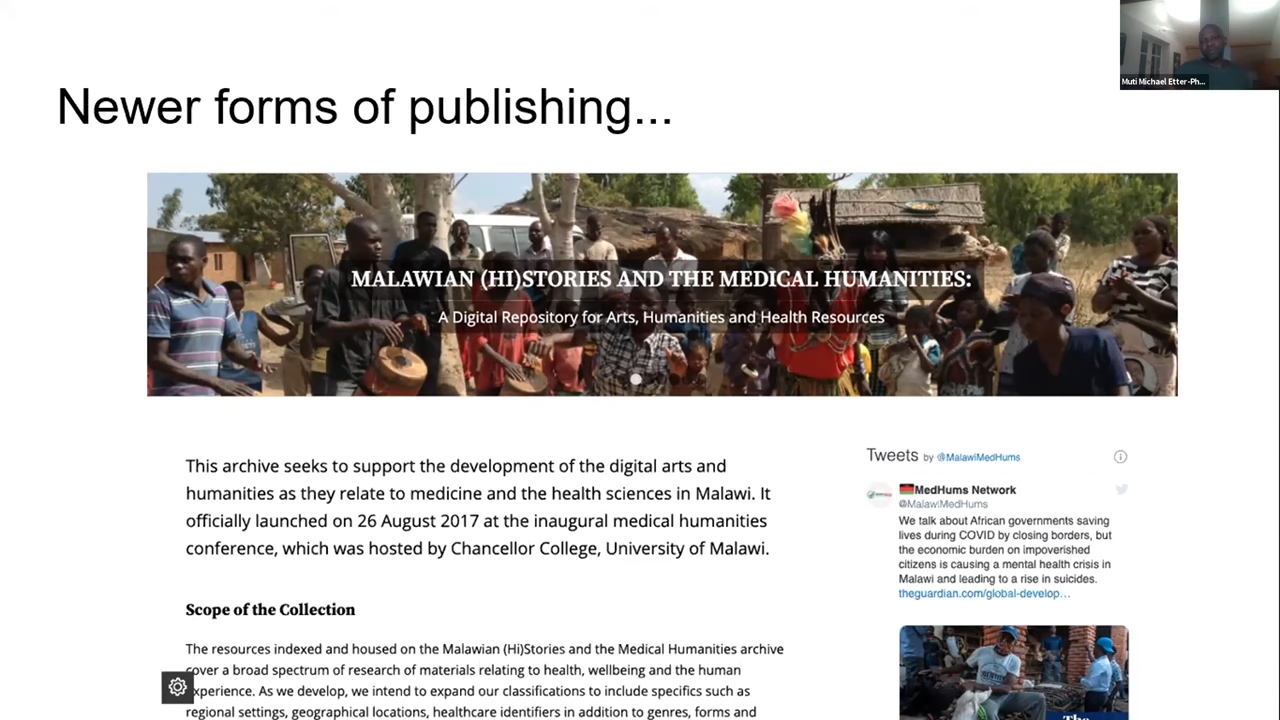 Muti Michael Etter-Ph...
Newer forms of publishing...
MALAWIAN (HI)STORIES AND THE MEDICAL HUMANITIES:
A Digital Repository for Arts, Humanities and Health Resources
This archive seeks to support the development of the digital arts and
humanities as they relate to medicine and the health sciences in Malawi. It
officially launched on 26 August 2017 at the inaugural medical humanities
conference, which was hosted by Chancellor College, University of Malawi.
Scope of the Collection
The resources indexed and housed on the Malawian (Hi)Stories and the Medical Humanities archive
cover a broad spectrum of research of materials relating to health, wellbeing and the human
experience. As we develop, we intend to expand our classifications to include specifics such as
regional settings, geographical locations, healthcare identifiers in addition to genres, forms and
Tweets by @MalawiMedHums
MedHums Network
@MalawiMedHums
We talk about African governments saving
lives during COVID by closing borders, but
the economic burden on impoverished
citizens is causing a mental health crisis in
Malawi and leading to a rise in suicides.
theguardian.com/global-develop…
The